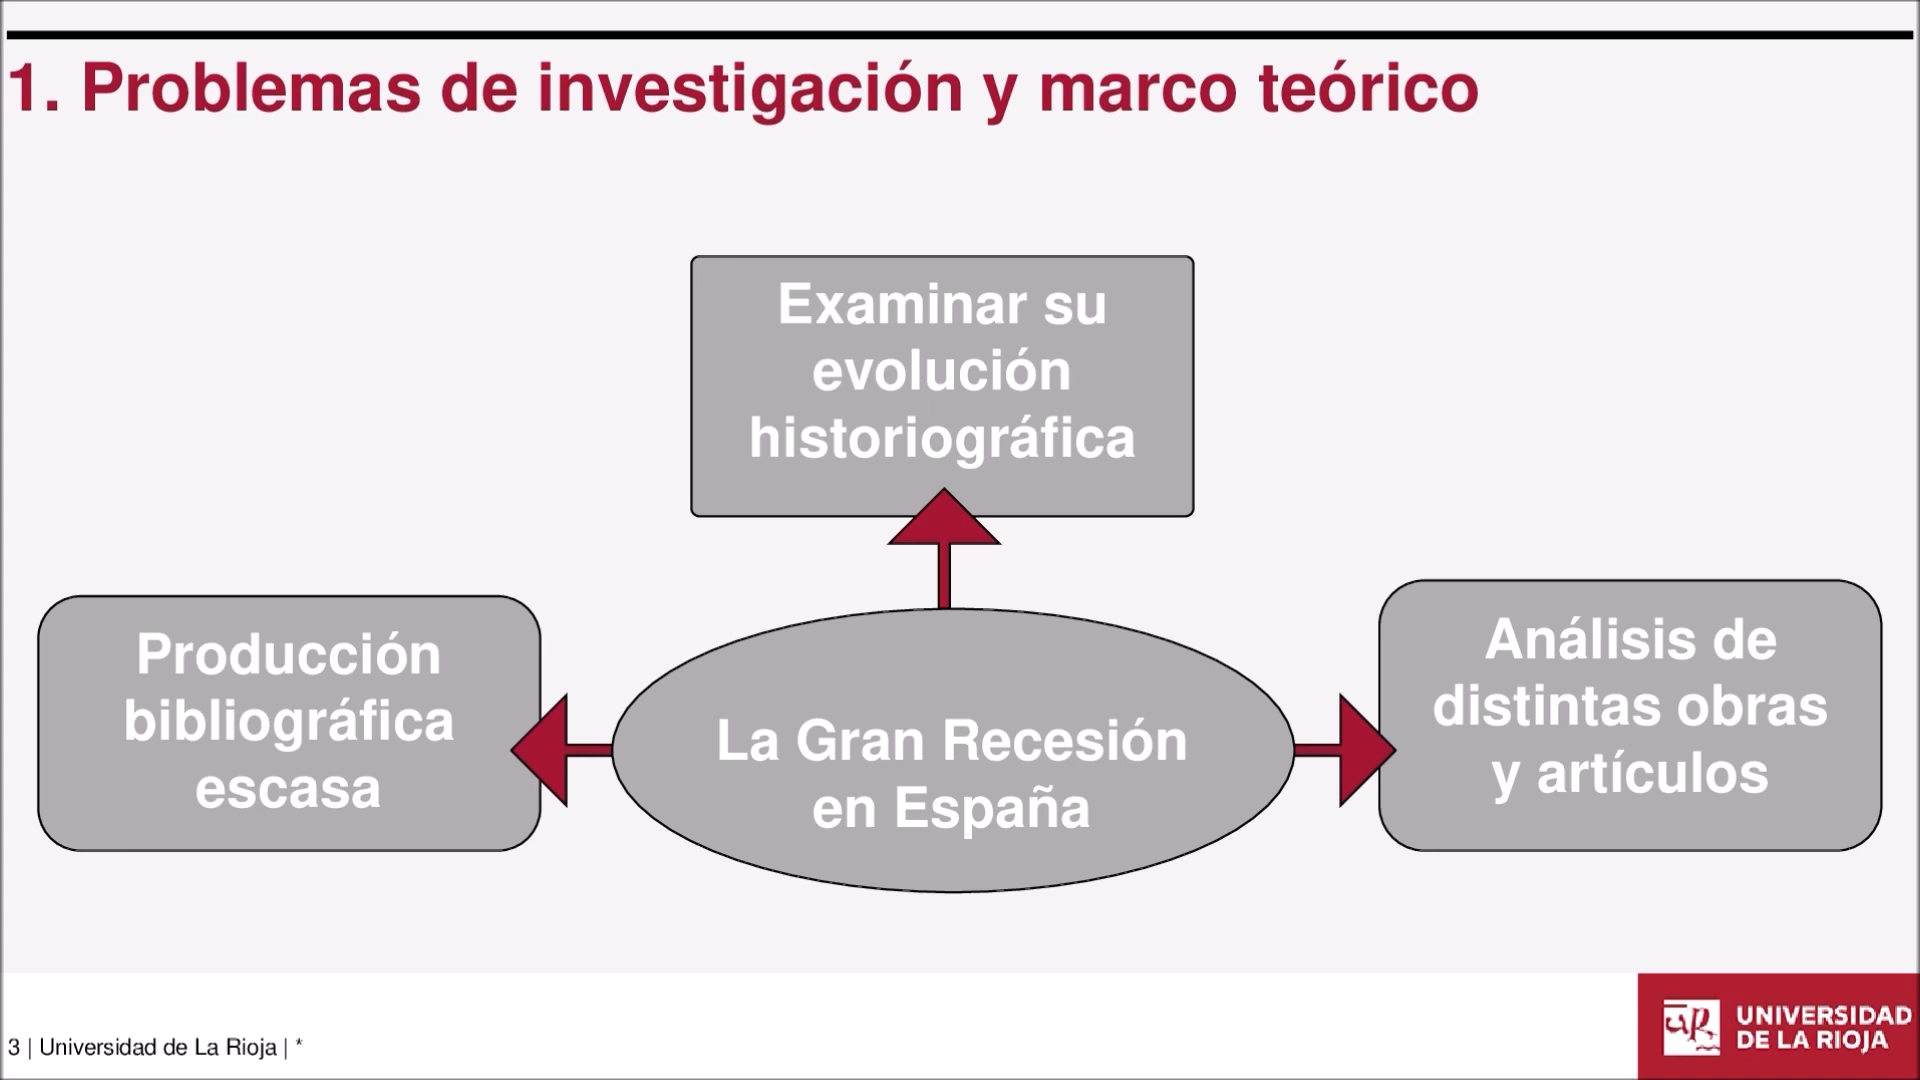 1. Problemas de investigación y marco teórico
Examinar su
evolución
historiográfica
Producción
bibliográfica
escasa
La Gran Recesión
en España
Análisis de
distintas obras
y artículos
3 | Universidad de La Rioja | *
UNIVERSIDAD
DE LA RIOJA